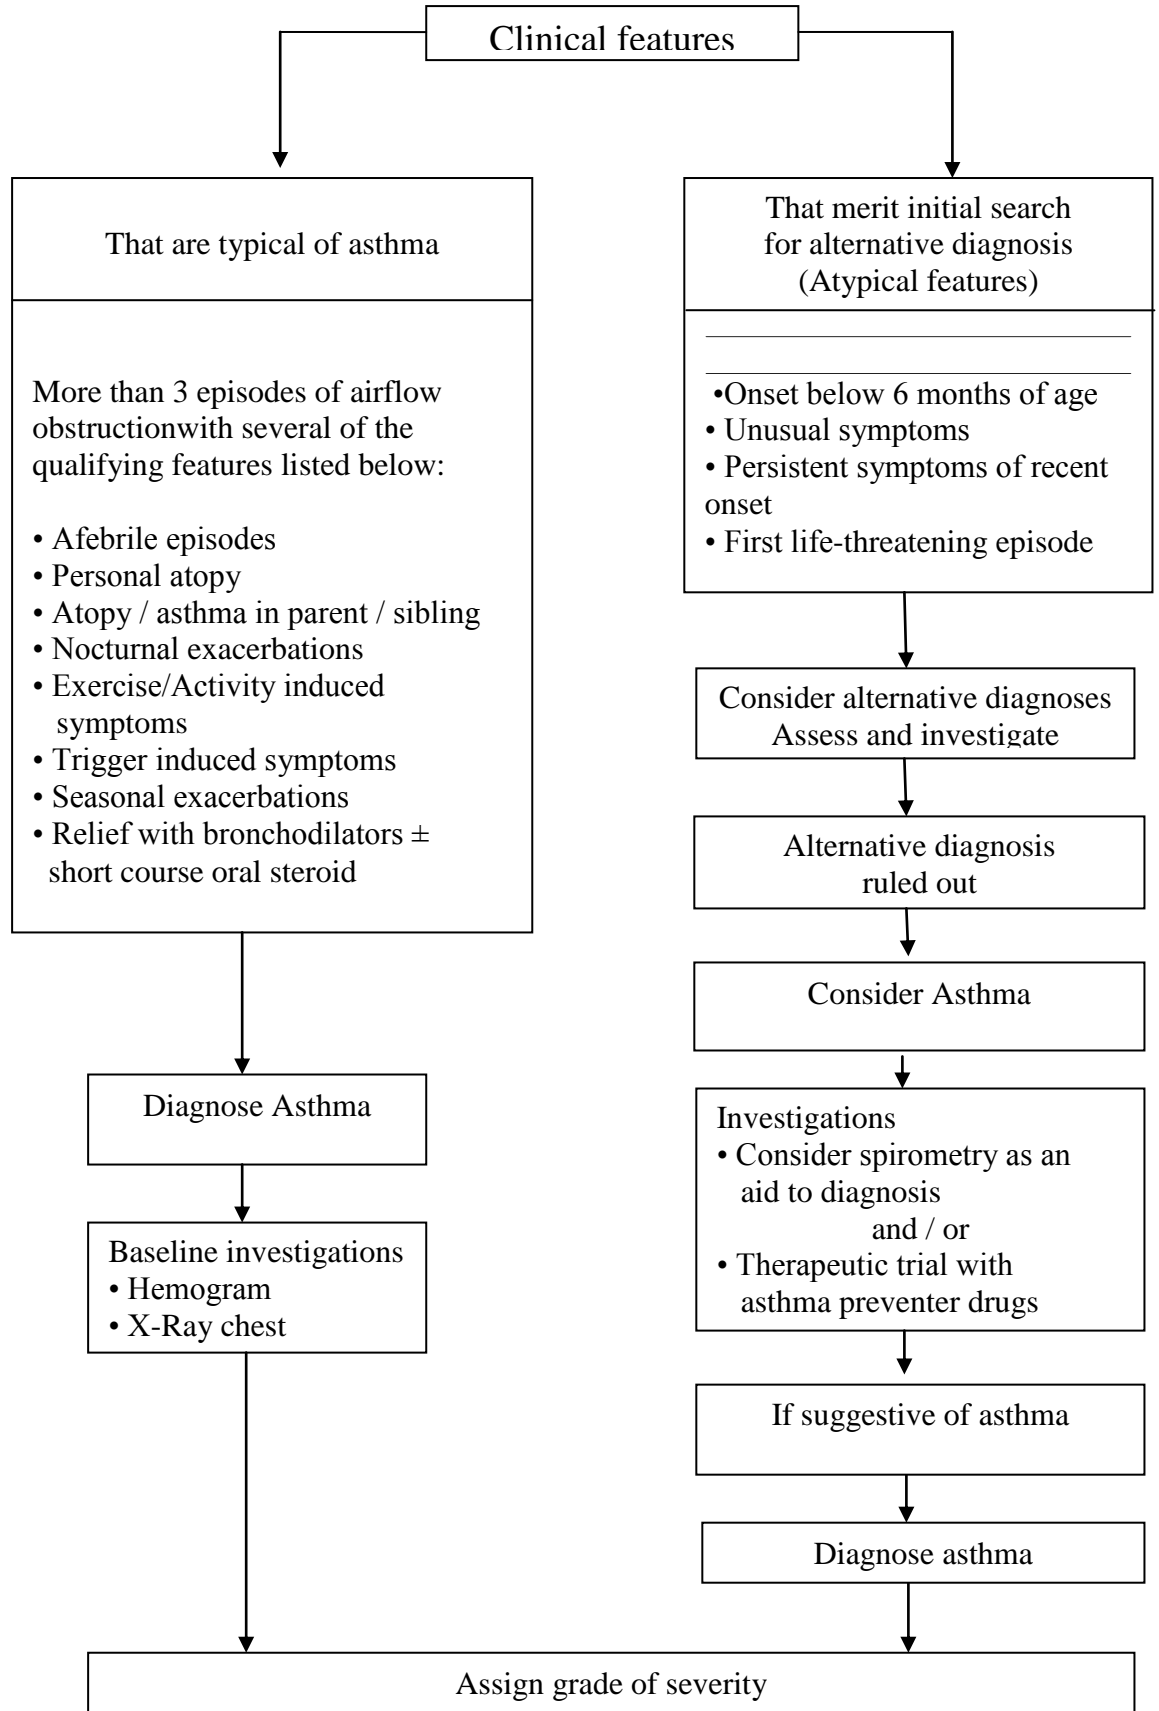 Clinical features
That are typical of asthma
More than 3 episodes of airflow
obstructionwith several of the
qualifying features listed below:
• Afebrile episodes
• Personal atopy
• Atopy / asthma in parent / sibling
• Nocturnal exacerbations
• Exercise/Activity induced
symptoms
• Trigger induced symptoms
• Seasonal exacerbations
• Relief with bronchodilators ±
short course oral steroid
Diagnose Asthma
Baseline investigations
• Hemogram
• X-Ray chest
That merit initial search
for alternative diagnosis
(Atypical features)
•Onset below 6 months of age
• Unusual symptoms
• Persistent symptoms of recent
onset
• First life-threatening episode
Consider alternative diagnoses
Assess and investigate
Alternative diagnosis
ruled out
Consider Asthma
Investigations
• Consider spirometry as an
aid to diagnosis
and / or
• Therapeutic trial with
asthma preventer drugs
If suggestive of asthma
Diagnose asthma
Assign grade of severity